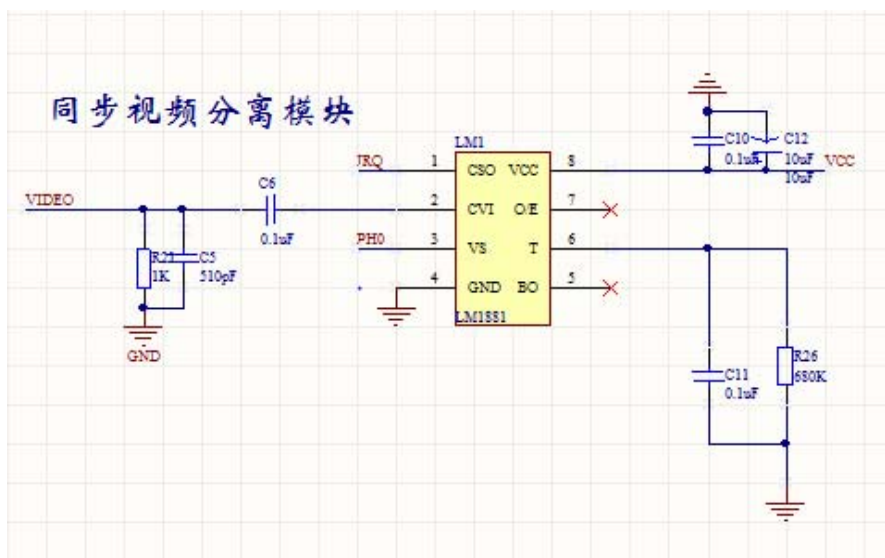 同步视频分离模块
LM1
C10
C12
0.1uF
10uF
10uF
VCC
JRQ
1
CSO
VCC
8
VIDEO
C6
0.1uF
2
CVI
O/E
7
PH0
3
VS
T
6
1K
C5
510pF
4
GND
BO
5
LM1881
GND
C11
0.1uF
R26
680K